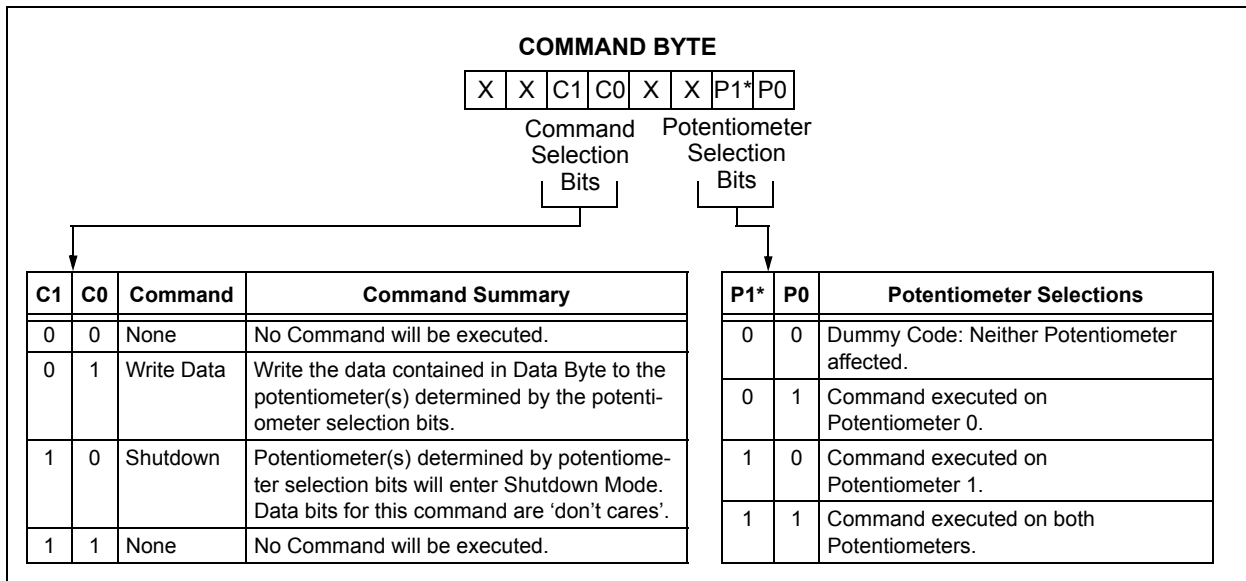 COMMAND BYTE
X X C1 C0 X X P1* P0
Command
Selection
Bits
Potentiometer
Selection
Bits
C1 C0 Command Command Summary
0 0 None No Command will be executed.
0 1 Write Data Write the data contained in Data Byte to the
potentiometer(s) determined by the potenti-
ometer selection bits.
1 0 Shutdown Potentiometer(s) determined by potentiome-
ter selection bits will enter Shutdown Mode.
Data bits for this command are ‘don’t cares’.
1 1 None No Command will be executed.
P1* P0 Potentiometer Selections
0 0 Dummy Code: Neither Potentiometer
affected.
0 1 Command executed on
Potentiometer 0.
1 0 Command executed on
Potentiometer 1.
1 1 Command executed on both
Potentiometers.